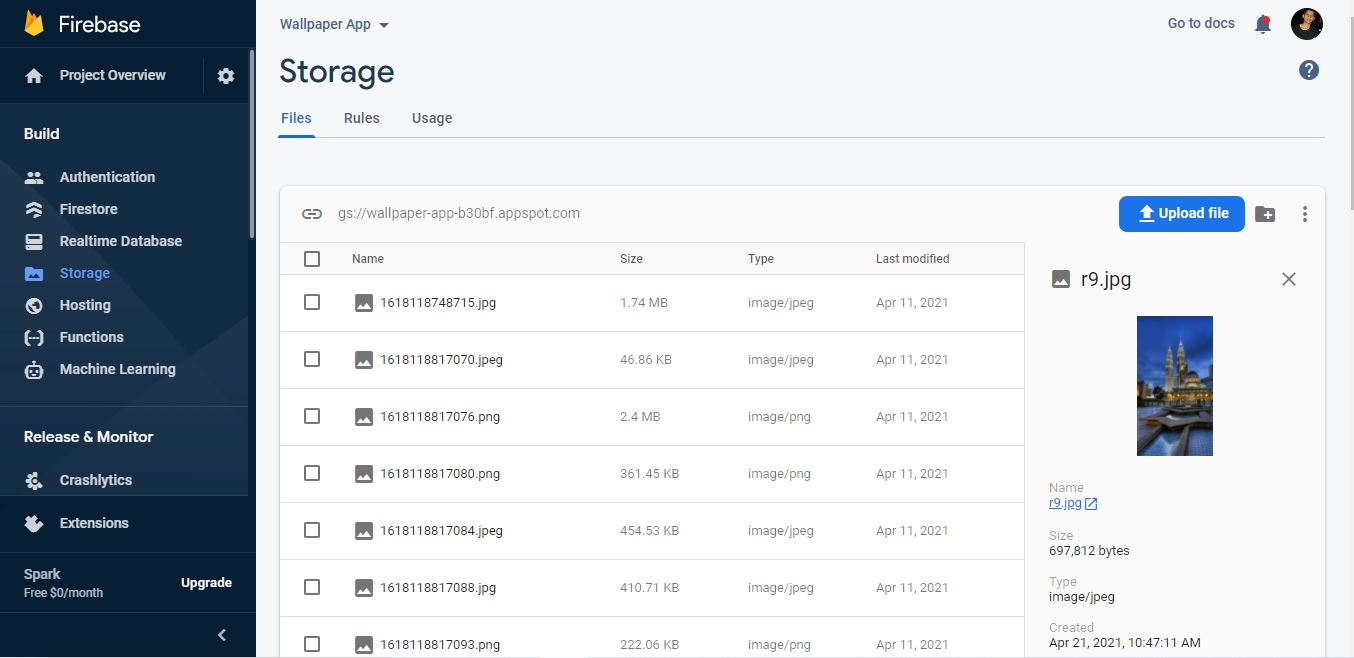 Firebase
Project Overview
Build
Authentication
Firestore
Realtime Database
Storage
Hosting
Functions
Machine Learning
Release & Monitor
Crashlytics
Extensions
Spark
Free $0/month
Upgrade
Wallpaper App
Go to docs
Storage
Files Rules Usage
gs://wallpaper-app-b30bf.appspot.com
Upload file
Name Size Type Last modified
1618118748715.jpg 1.74 MB image/jpeg Apr 11, 2021
1618118817070.jpeg 46.86 KB image/jpeg Apr 11, 2021
1618118817076.png 2.4 MB image/png Apr 11, 2021
1618118817080.png 361.45 KB image/png Apr 11, 2021
1618118817084.jpeg 454.53 KB image/jpeg Apr 11, 2021
1618118817088.jpg 410.71 KB image/jpeg Apr 11, 2021
1618118817093.png 222.06 KB image/png Apr 11, 2021
r9.jpg
Name
r9.jpg
Size
697,812 bytes
Type
image/jpeg
Created
Apr 21, 2021, 10:47:11 AM